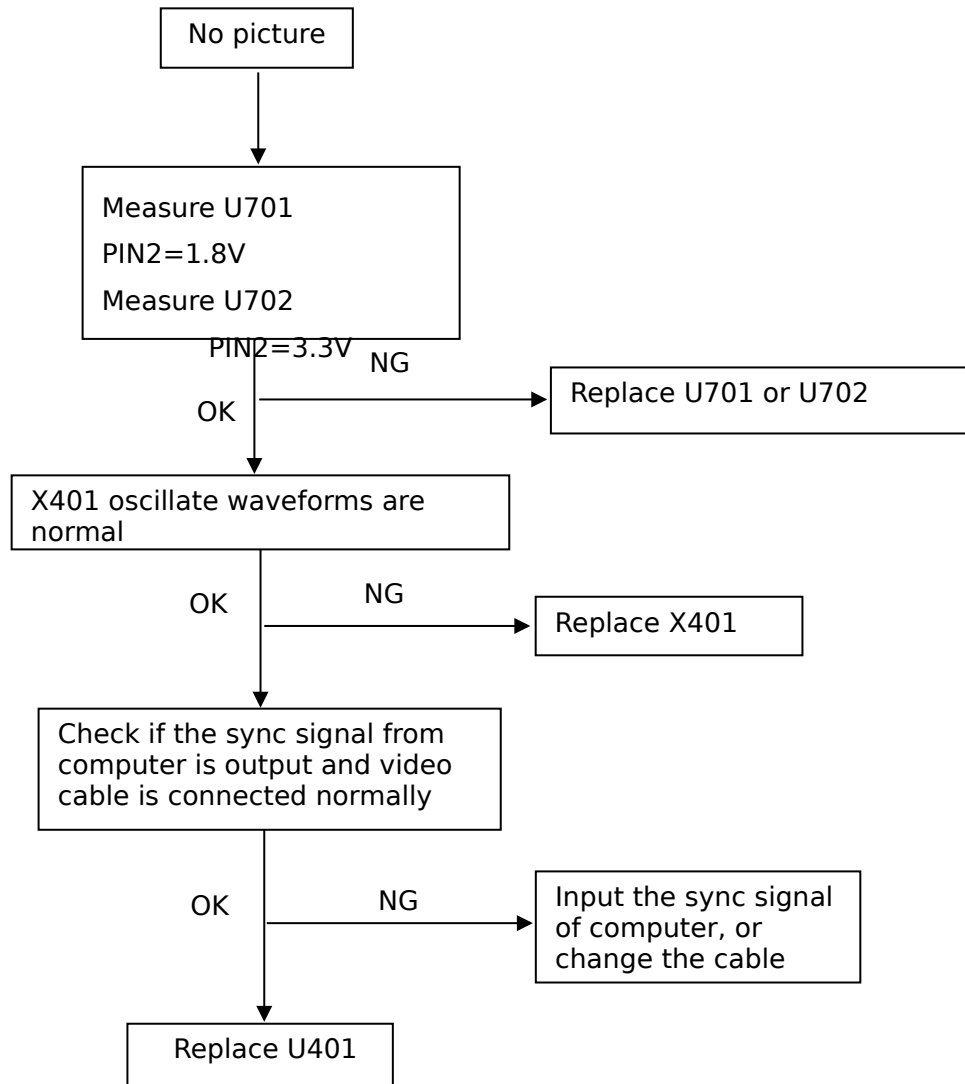 No picture
Measure U701
PIN2=1.8V
Measure U702
PIN2=3.3V
NG
Replace U701 or U702
OK
X401 oscillate waveforms are
normal
NG
OK
Replace X401
Check if the sync signal from
computer is output and video
cable is connected normally
Input the sync signal
of computer, or
change the cable
NG
OK
Replace U401